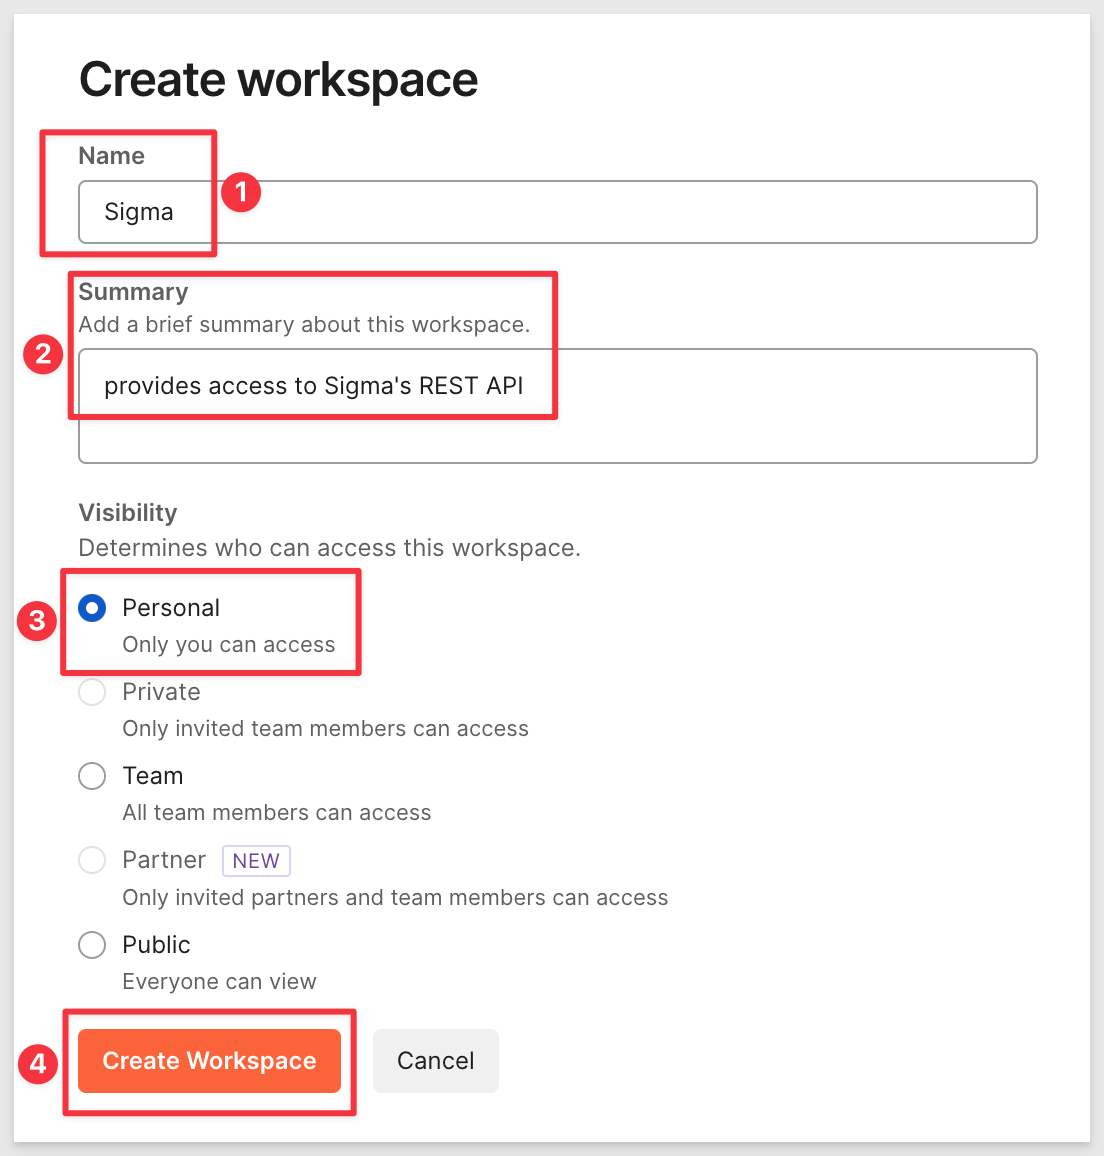 Create workspace
Name
1
Sigma
Summary
Add a brief summary about this workspace.
2
provides access to Sigma's REST API
Visibility
Determines who can access this workspace.
3
Personal
Only you can access
Private
Only invited team members can access
Team
All team members can access
Partner NEW
Only invited partners and team members can access
Public
Everyone can view
4
Create Workspace Cancel